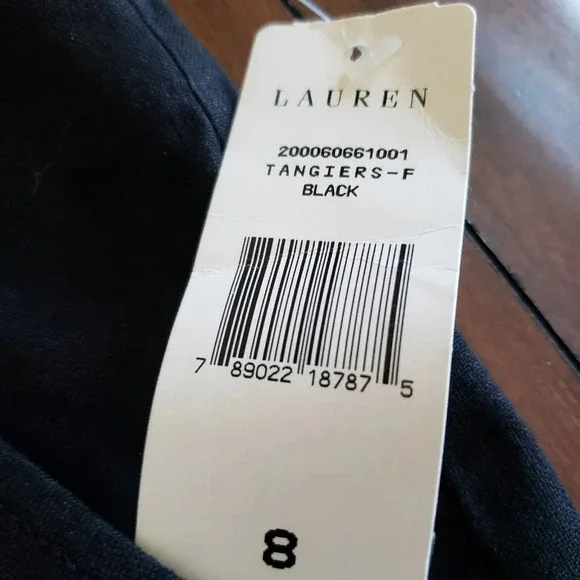 LAUREN
200060661001
TANGIERS-F
BLACK
7 89022 18787 5
8